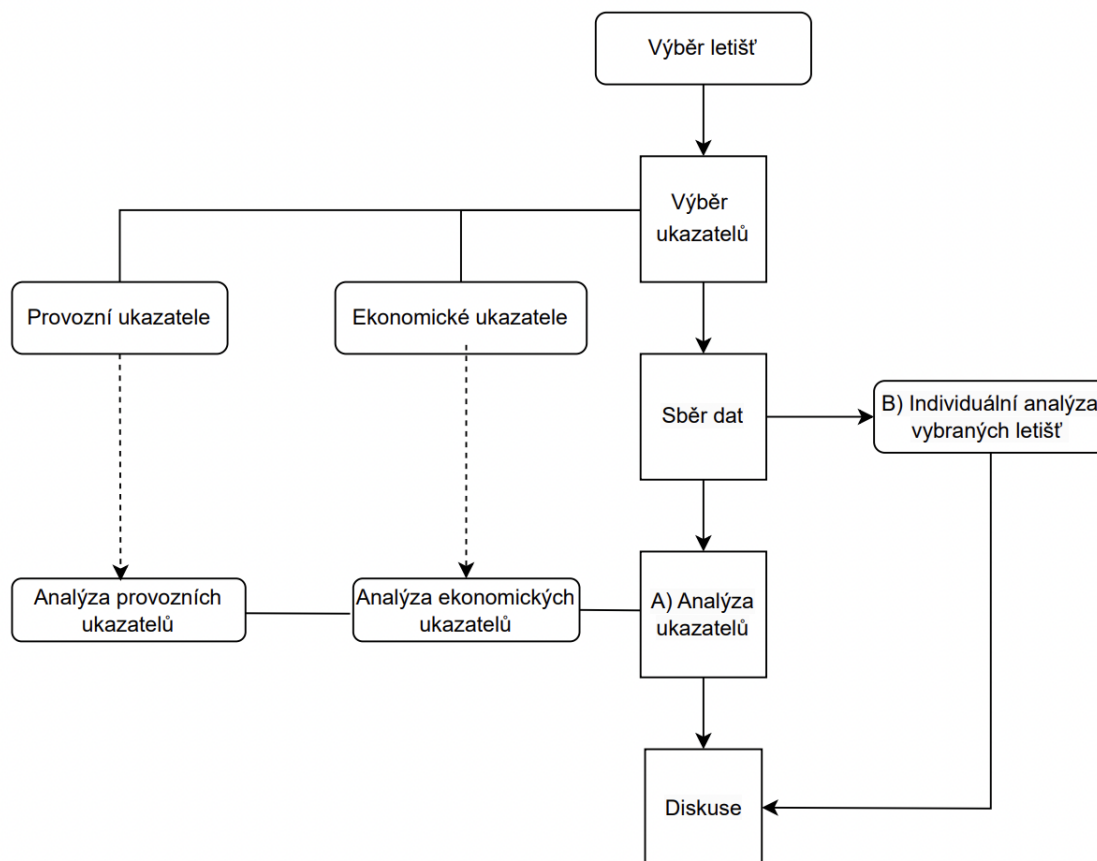 Výběr letišť
Výběr
ukazatelů
Provozní ukazatele
Ekonomické ukazatele
Sběr dat
B) Individuální analýza
vybraných letišť
Analýza provozních
ukazatelů
Analýza ekonomických
ukazatelů
A) Analýza
ukazatelů
Diskuse